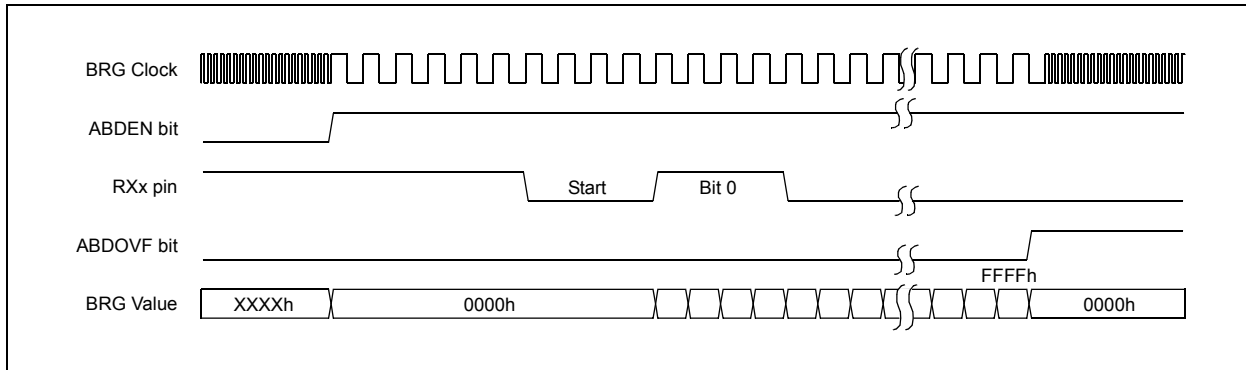 BRG Clock
ABDEN bit
RXx pin
Start
Bit 0
ABDOVF bit
FFFFh
BRG Value
XXXXh
0000h
0000h